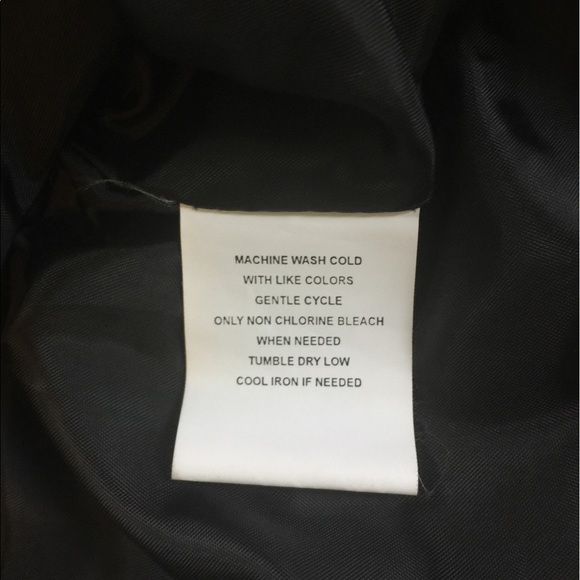 MACHINE WASH COLD
WITH LIKE COLORS
GENTLE CYCLE
ONLY NON CHLORINE BLEACH
WHEN NEEDED
TUMBLE DRY LOW
COOL IRON IF NEEDED